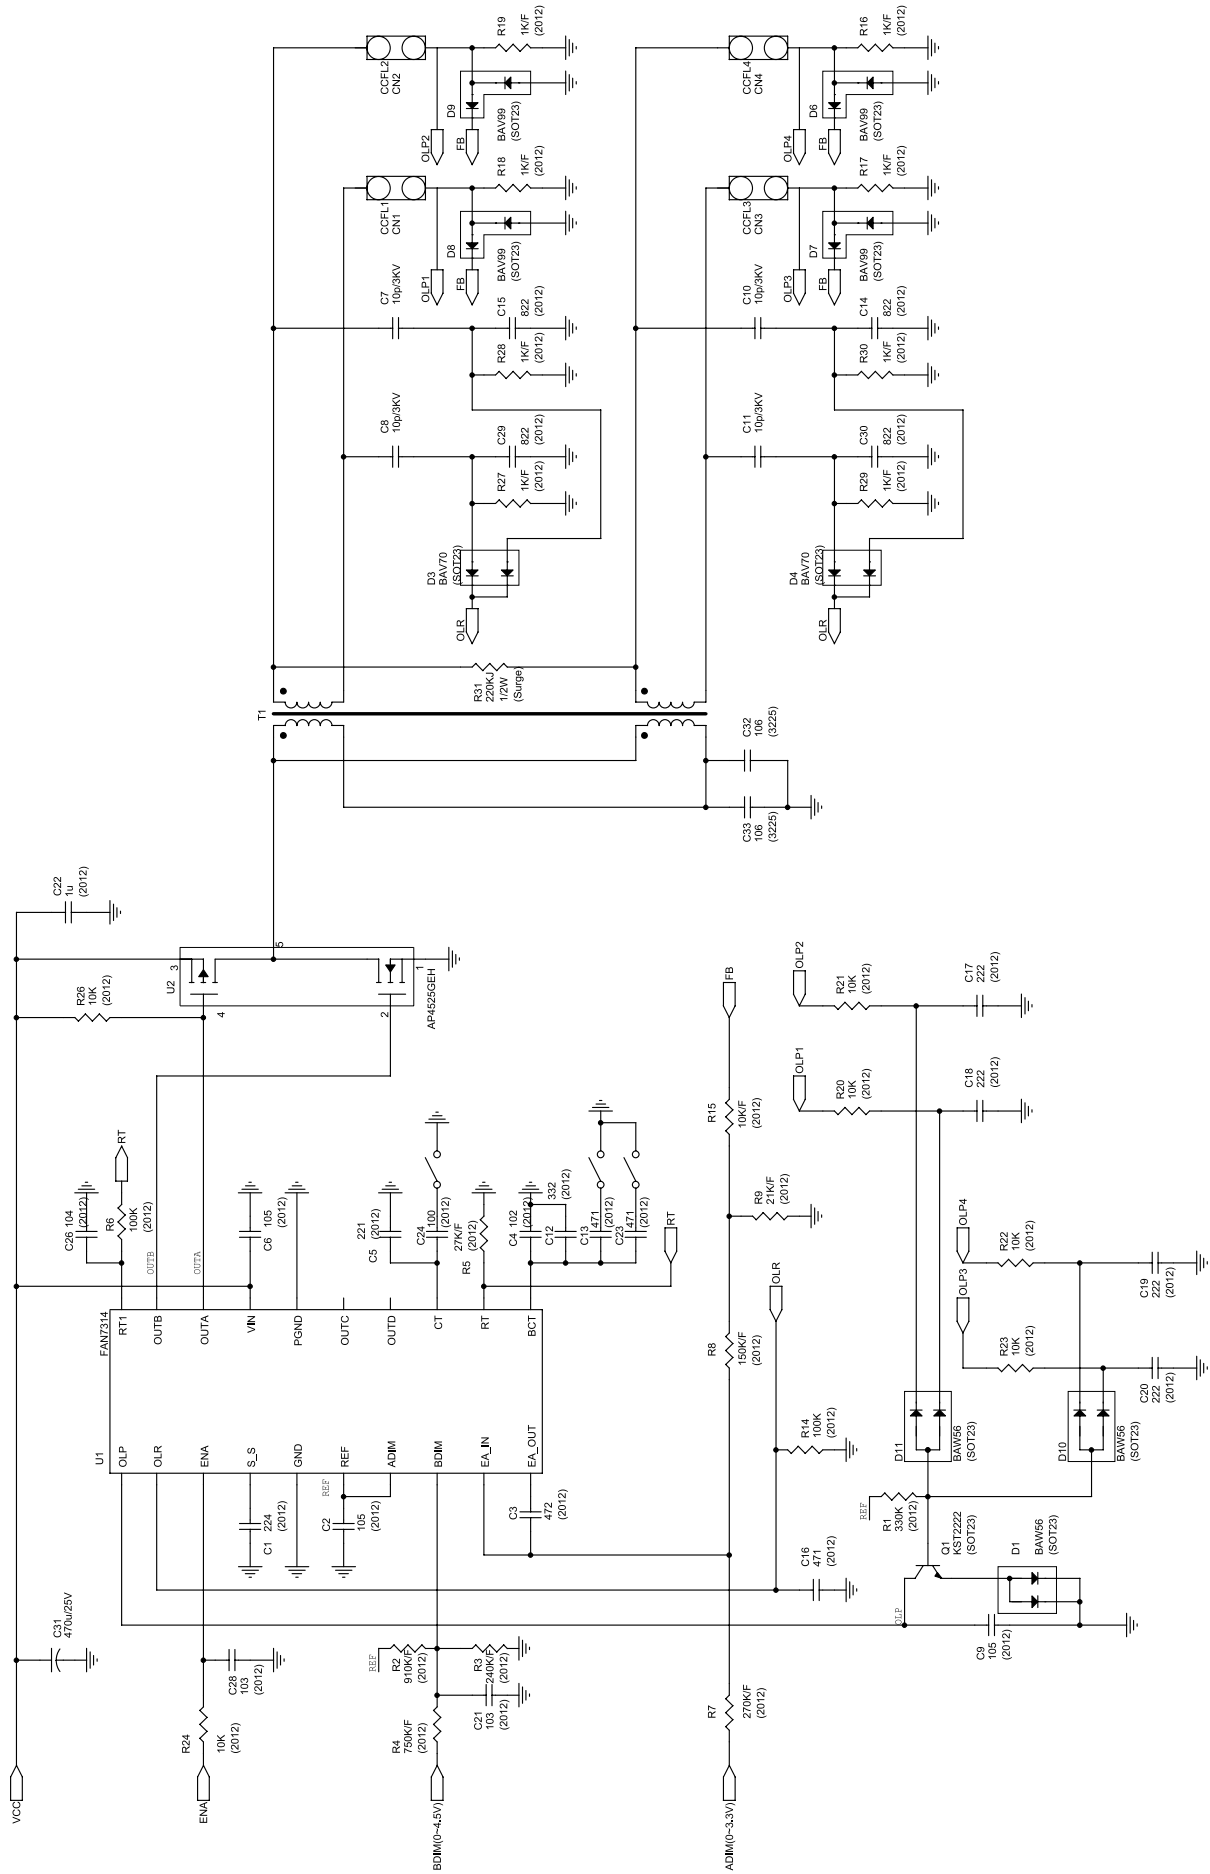 VCC
C31
470u/25V
R24
10K
(2012)
ENA
C28
103
(2012)
REF
R2
910K/F
(2012)
R3
240K/F
(2012)
R4
750K/F
(2012)
C21
103
(2012)
BDIM(0~4.5V)
R7
270K/F
(2012)
ADIM(0~3.3V)
U1
FAN7314
OLP
OLR
ENA
S_S
GND
REF
ADIM
BDIM
EA_IN
EA_OUT
RT1
OUTB
OUTA
VIN
PGND
OUTC
OUTD
CT
RT
BCT
C1
224
(2012)
REF
C2
105
(2012)
C3
472
(2012)
C16
471
(2012)
R14
100K
(2012)
OLR
R8
150K/F
(2012)
R9
21K/F
(2012)
R15
10K/F
(2012)
FB
C26
104
(2012)
R6
100K
(2012)
RT
OUTB
OUTA
C6
105
(2012)
C5
221
(2012)
C24
100
(2012)
R5
27K/F
(2012)
C4
102
(2012)
C12
332
(2012)
C13
471
(2012)
C23
471
(2012)
RT
R26
10K
(2012)
C22
1u
(2012)
U2
3
4
5
2
1
AP4525GEH
T1
C33
106
(3225)
C32
106
(3225)
R31
220KJ
1/2W
(Surge)
OLR
D3
BAV70
(SOT23)
R27
1K/F
(2012)
C29
822
(2012)
C8
10p/3KV
R28
1K/F
(2012)
C15
822
(2012)
C7
10p/3KV
OLP1
FB
D8
BAV99
(SOT23)
R18
1K/F
(2012)
CCFL1
CN1
OLP2
FB
D9
BAV99
(SOT23)
R19
1K/F
(2012)
CCFL2
CN2
OLR
D4
BAV70
(SOT23)
R29
1K/F
(2012)
C30
822
(2012)
C11
10p/3KV
R30
1K/F
(2012)
C14
822
(2012)
C10
10p/3KV
OLP3
FB
D7
BAV99
(SOT23)
R17
1K/F
(2012)
CCFL3
CN3
OLP4
FB
D6
BAV99
(SOT23)
R16
1K/F
(2012)
CCFL4
CN4
OLP
C9
105
(2012)
D1
BAW56
(SOT23)
Q1
KST2222
(SOT23)
REF
R1
330K
(2012)
D11
BAW56
(SOT23)
D10
BAW56
(SOT23)
OLP1
R20
10K
(2012)
C18
222
(2012)
OLP2
R21
10K
(2012)
C17
222
(2012)
OLP3
R23
10K
(2012)
C20
222
(2012)
OLP4
R22
10K
(2012)
C19
222
(2012)